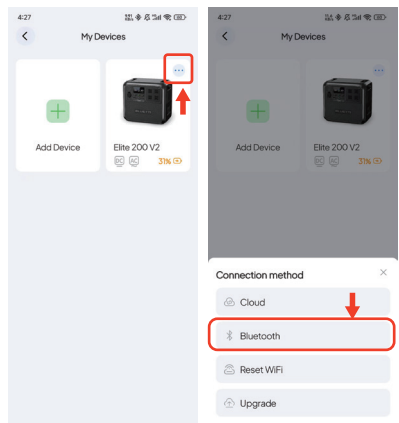 4:27
My Devices
Add Device
Elite 200 V2
DC AC 31%
4:27
My Devices
Add Device
Elite 200 V2
DC AC 31%
Connection method
Cloud
Bluetooth
Reset WiFi
Upgrade